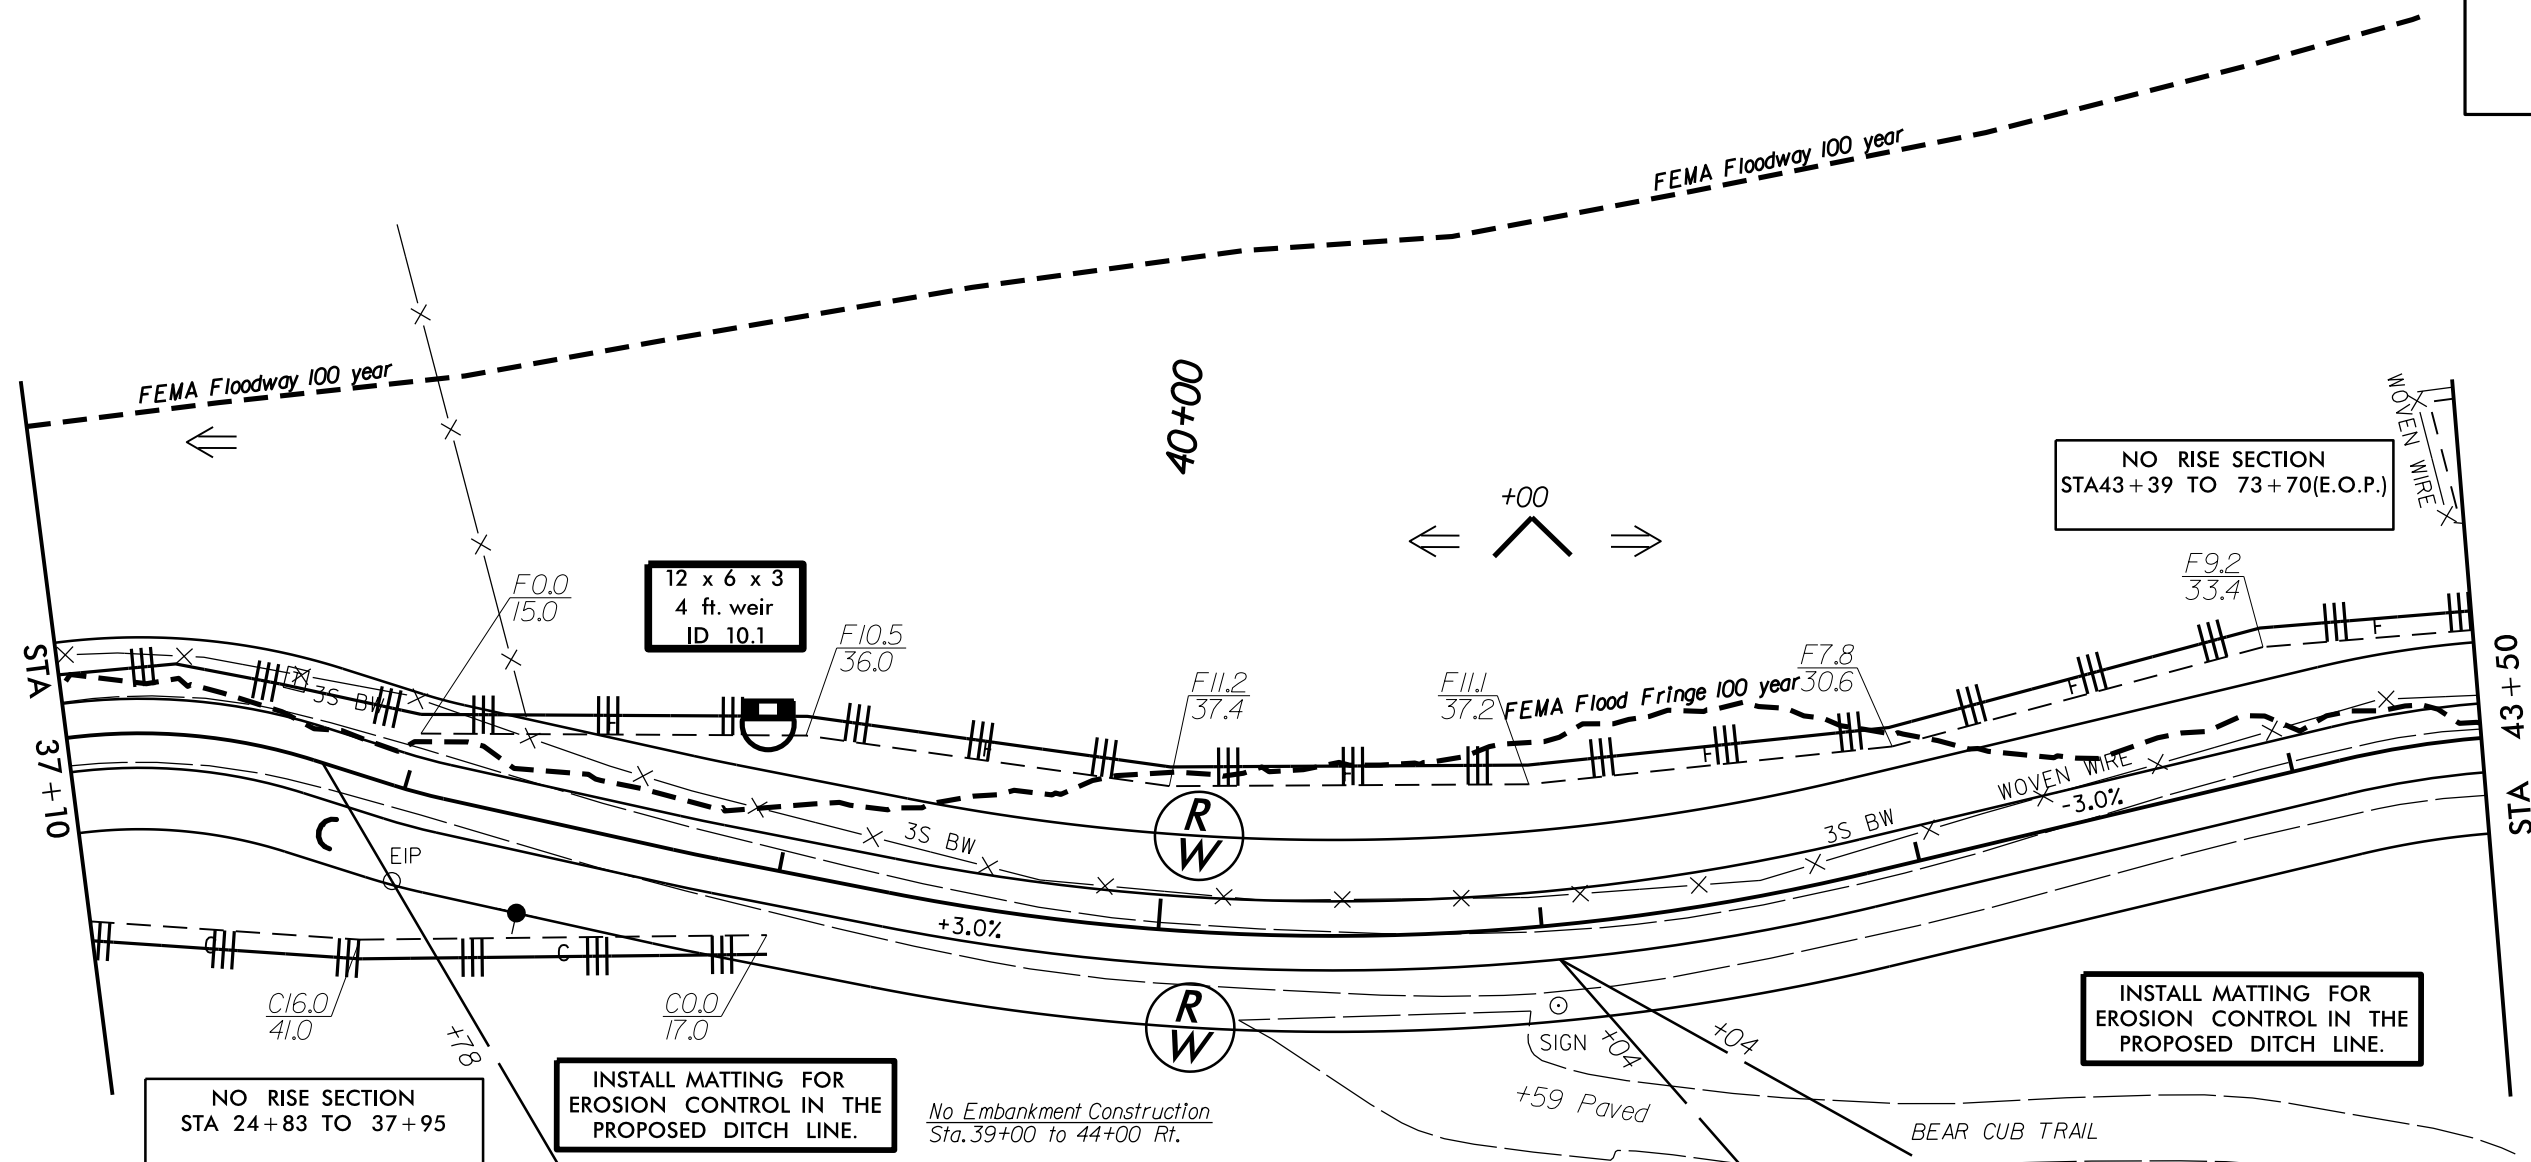 FEMA Floodway 100 year
FEMA Floodway 100 year
40+00
+00
NO RISE SECTION
STA43+39 TO 73+70(E.O.P.)
WOVEN WIRE
12 x 6 x 3
4 ft. weir
ID 10.1
F0.0
15.0
F10.5
36.0
F11.2
37.4
F11.1
37.2
FEMA Flood Fringe 100 year
F7.8
30.6
F9.2
33.4
STA 37+10
STA 43+50
3S BW
F
F
F
F
F
F
3S BW
3S BW
WOVEN WIRE
-3.0%
+3.0%
R
W
R
W
EIP
C
C
C16.0
41.0
C0.0
17.0
+78
SIGN
+04
+04
+59 Paved
BEAR CUB TRAIL
NO RISE SECTION
STA 24+83 TO 37+95
INSTALL MATTING FOR
EROSION CONTROL IN THE
PROPOSED DITCH LINE.
No Embankment Construction
Sta.39+00 to 44+00 Rt.
INSTALL MATTING FOR
EROSION CONTROL IN THE
PROPOSED DITCH LINE.